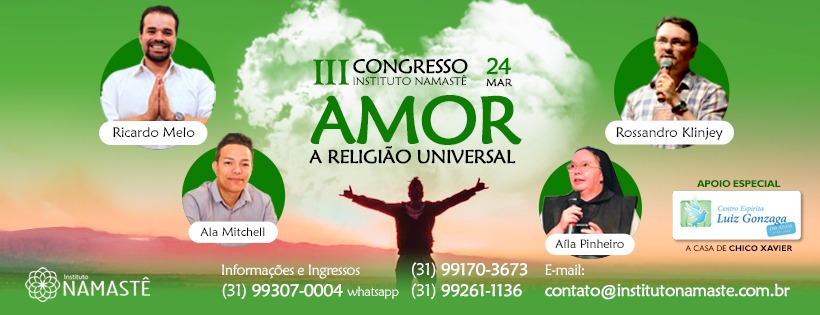 III CONGRESSO
INSTITUTO NAMASTÊ
24
MAR
AMOR
A RELIGIÃO UNIVERSAL
Ricardo Melo
Rossandro Klinjey
Ala Mitchell
Aíla Pinheiro
APOIO ESPECIAL
Centro Espírita
Luiz Gonzaga
A CASA DE CHICO XAVIER
Instituto
NAMASTÊ
Informações e Ingressos
(31) 99307-0004 whatsapp
(31) 99170-3673
(31) 99261-1136
E-mail:
contato@institutonamaste.com.br